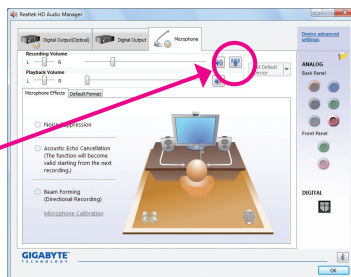 Realtek HD Audio Manager
Digital Output(Optical)
Digital Output
Microphone
Device advanced settings
Recording Volume
L
R
Set Default
Device
Playback Volume
L
R
ANALOG
Back Panel
Microphone Effects
Default Format
Noise Suppression
Acoustic Echo Cancellation
(The function will become
valid starting from the next
recording.)
Front Panel
Beam Forming
(Directional Recording)
DIGITAL
Microphone Calibration
GIGABYTE
TECHNOLOGY
i
OK